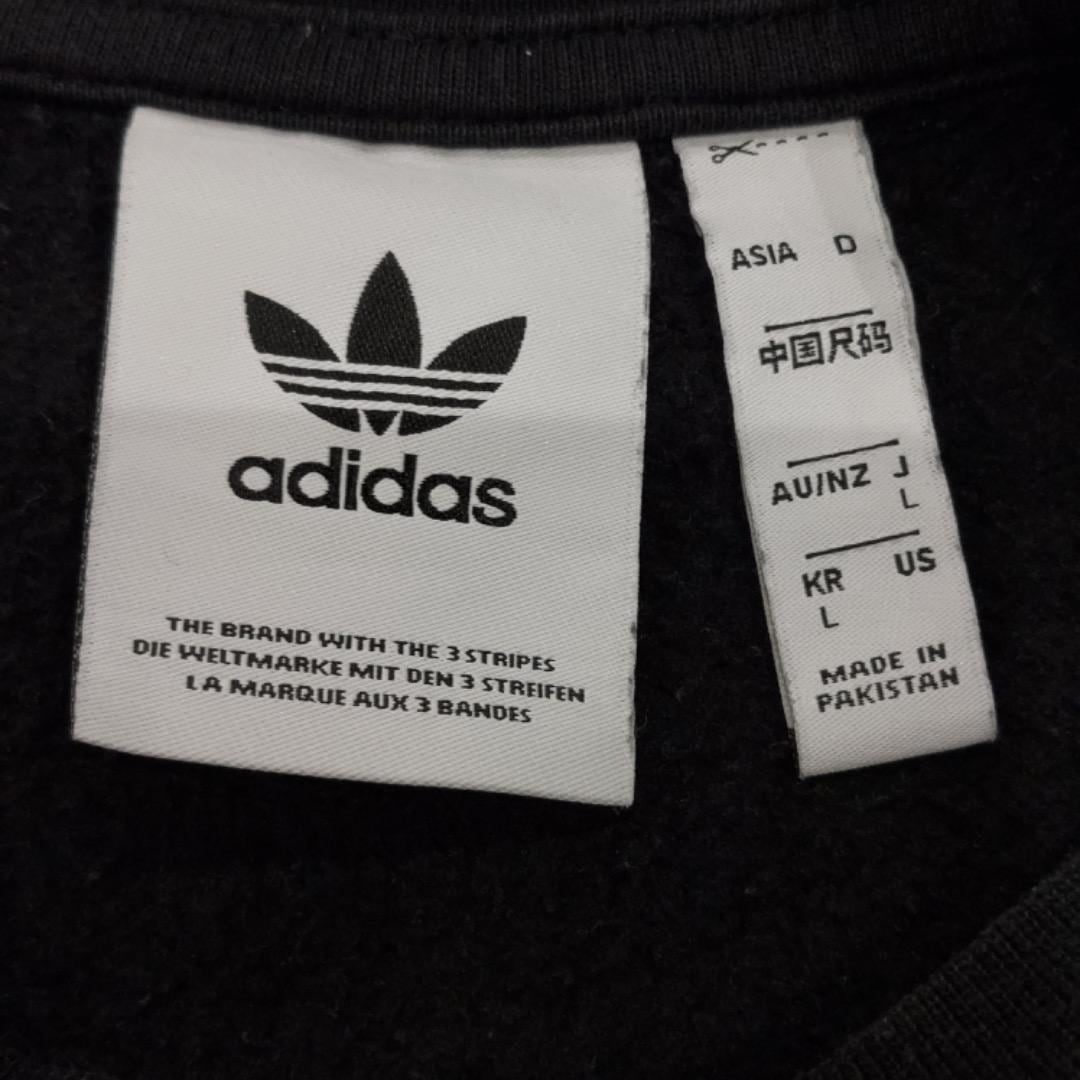 adidas
THE BRAND WITH THE 3 STRIPES
DIE WELTMARKE MIT DEN 3 STREIFEN
LA MARQUE AUX 3 BANDES
ASIA D
中国尺码
AU/NZ J
L
KR US
L
MADE IN
PAKISTAN